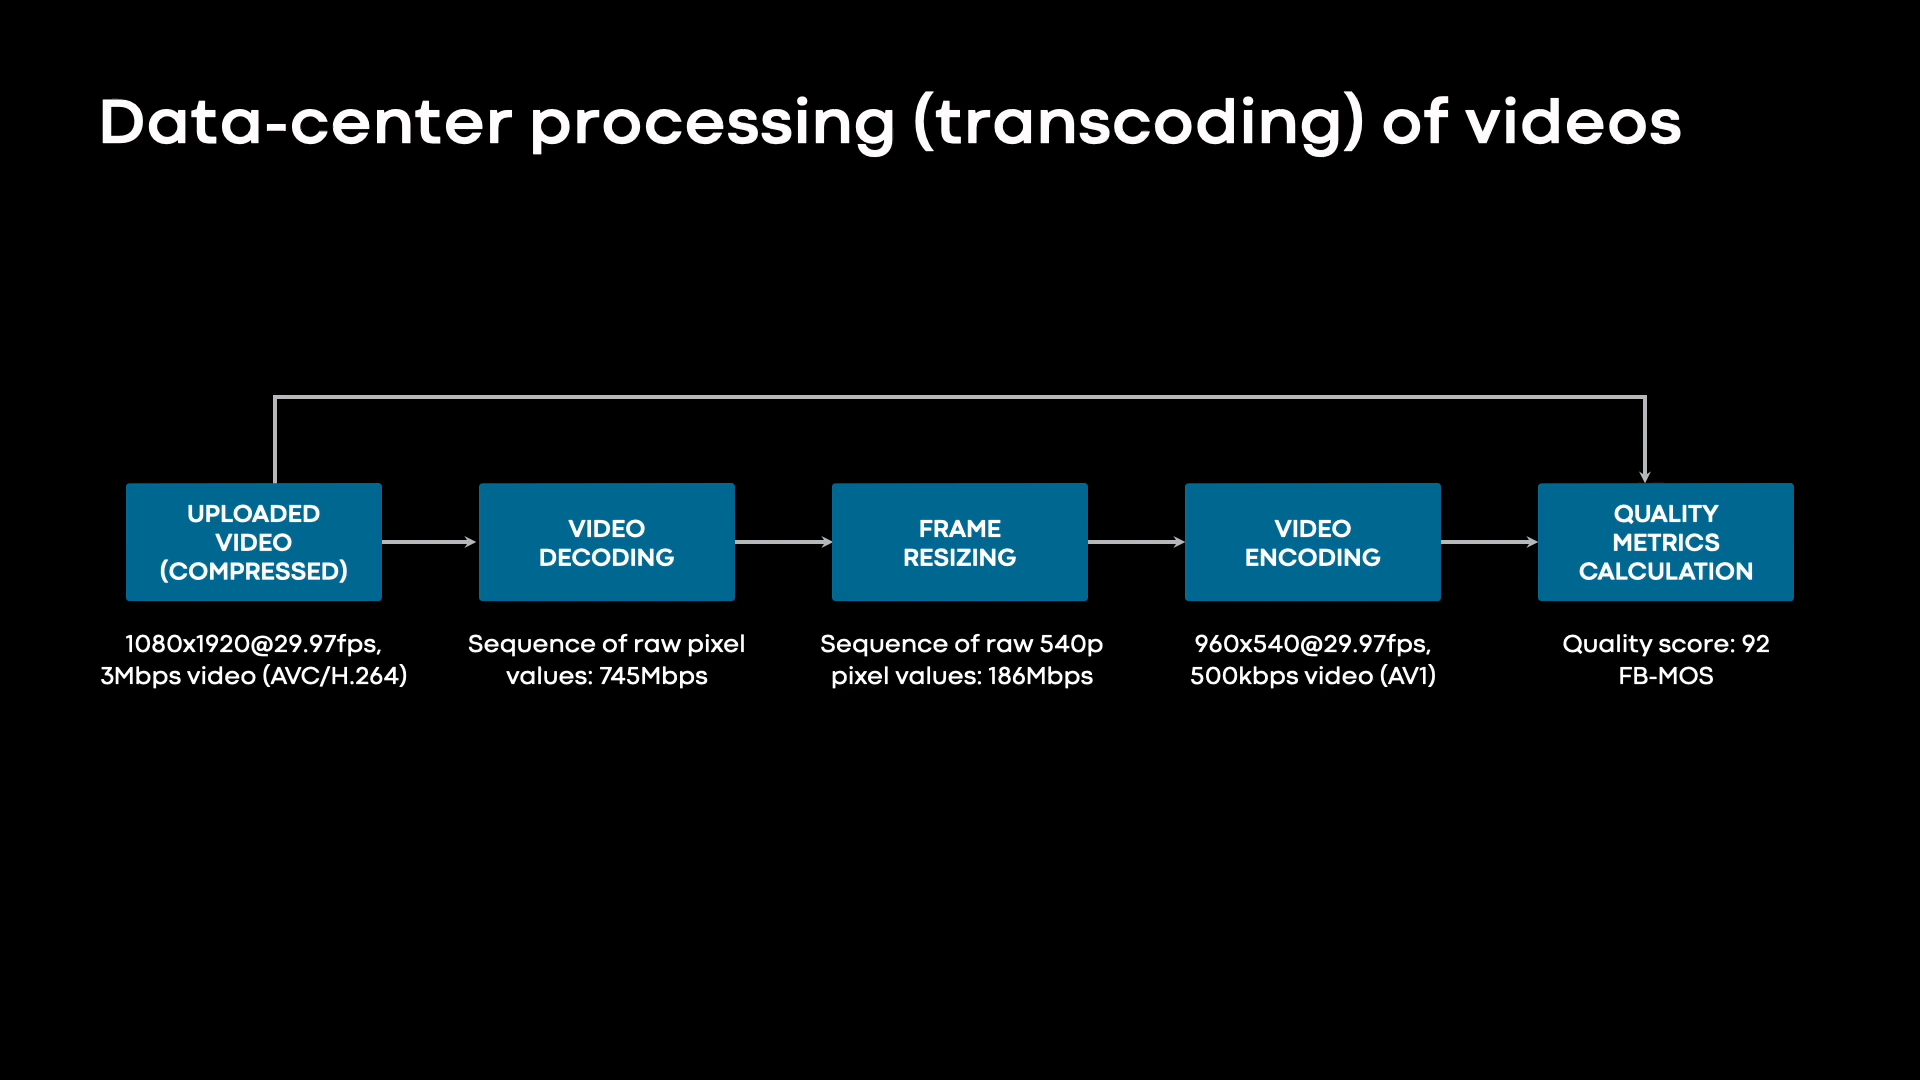 Data-center processing (transcoding) of videos
UPLOADED
VIDEO
(COMPRESSED)
1080x1920@29.97fps,
3Mbps video (AVC/H.264)
VIDEO
DECODING
Sequence of raw pixel
values: 745Mbps
FRAME
RESIZING
Sequence of raw 540p
pixel values: 186Mbps
VIDEO
ENCODING
960x540@29.97fps,
500kbps video (AV1)
QUALITY
METRICS
CALCULATION
Quality score: 92
FB-MOS